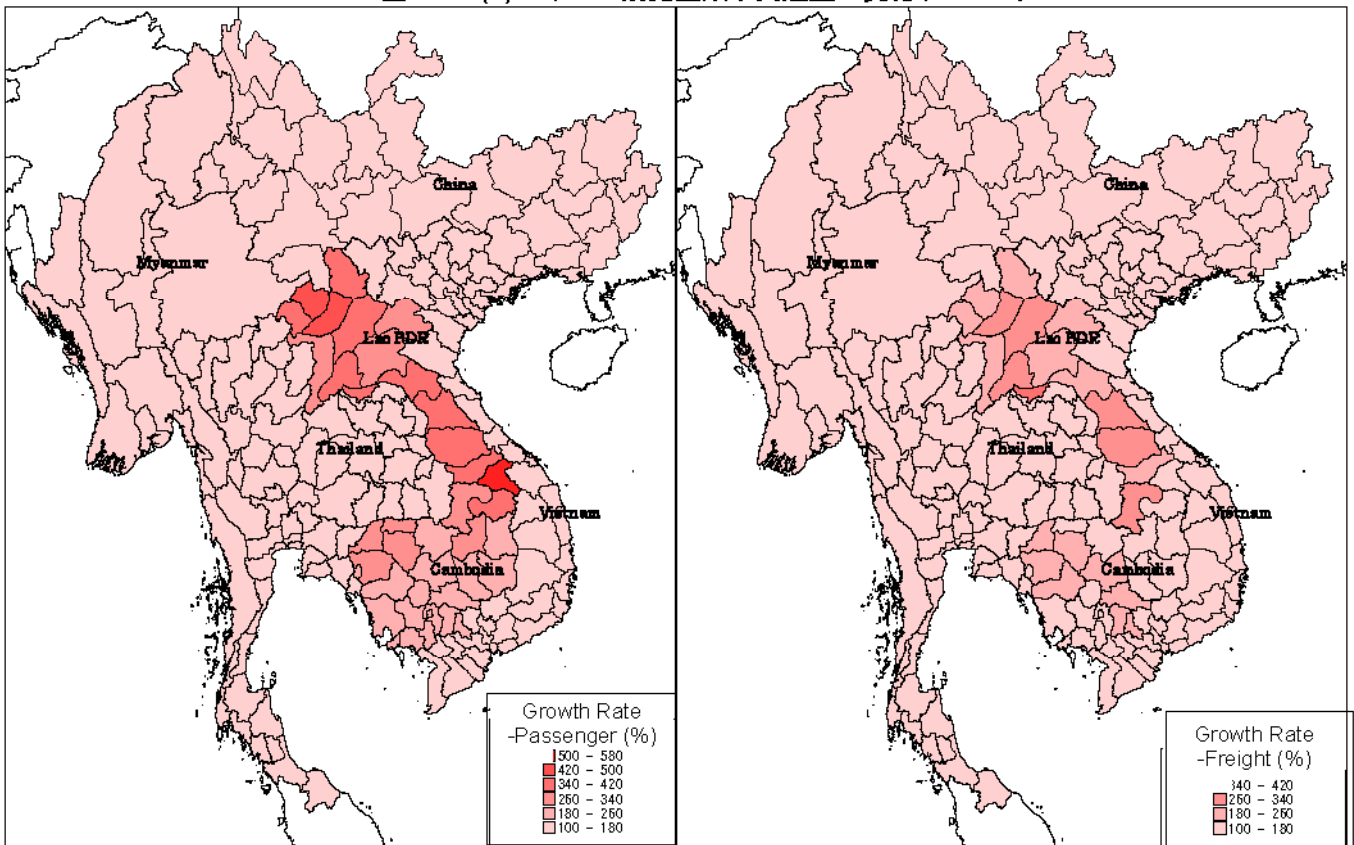 China
Myanmar
Lao PDR
Thailand
Vietnam
Cambodia
Growth Rate
-Passenger (%)
500 - 580
420 - 500
340 - 420
260 - 340
180 - 260
100 - 180
China
Myanmar
Lao PDR
Thailand
Vietnam
Cambodia
Growth Rate
-Freight (%)
340 - 420
260 - 340
180 - 260
100 - 180